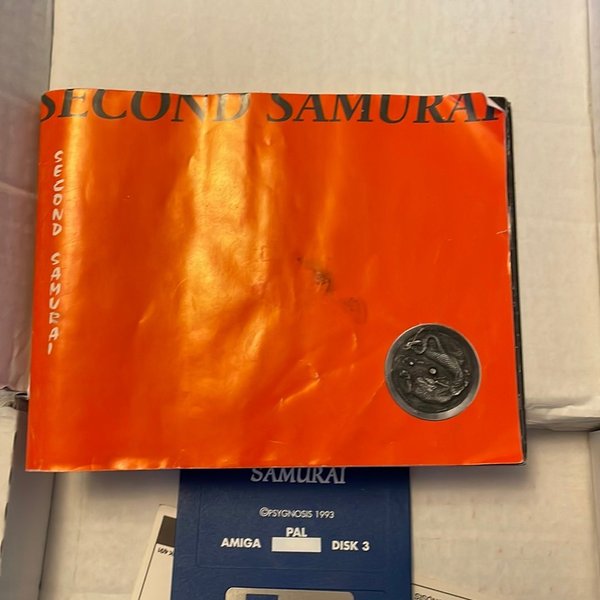 SECOND SAMURAI
SECOND SAMURAI
SAMURAI
©PSYGNOSIS 1993
PAL
AMIGA DISK 3